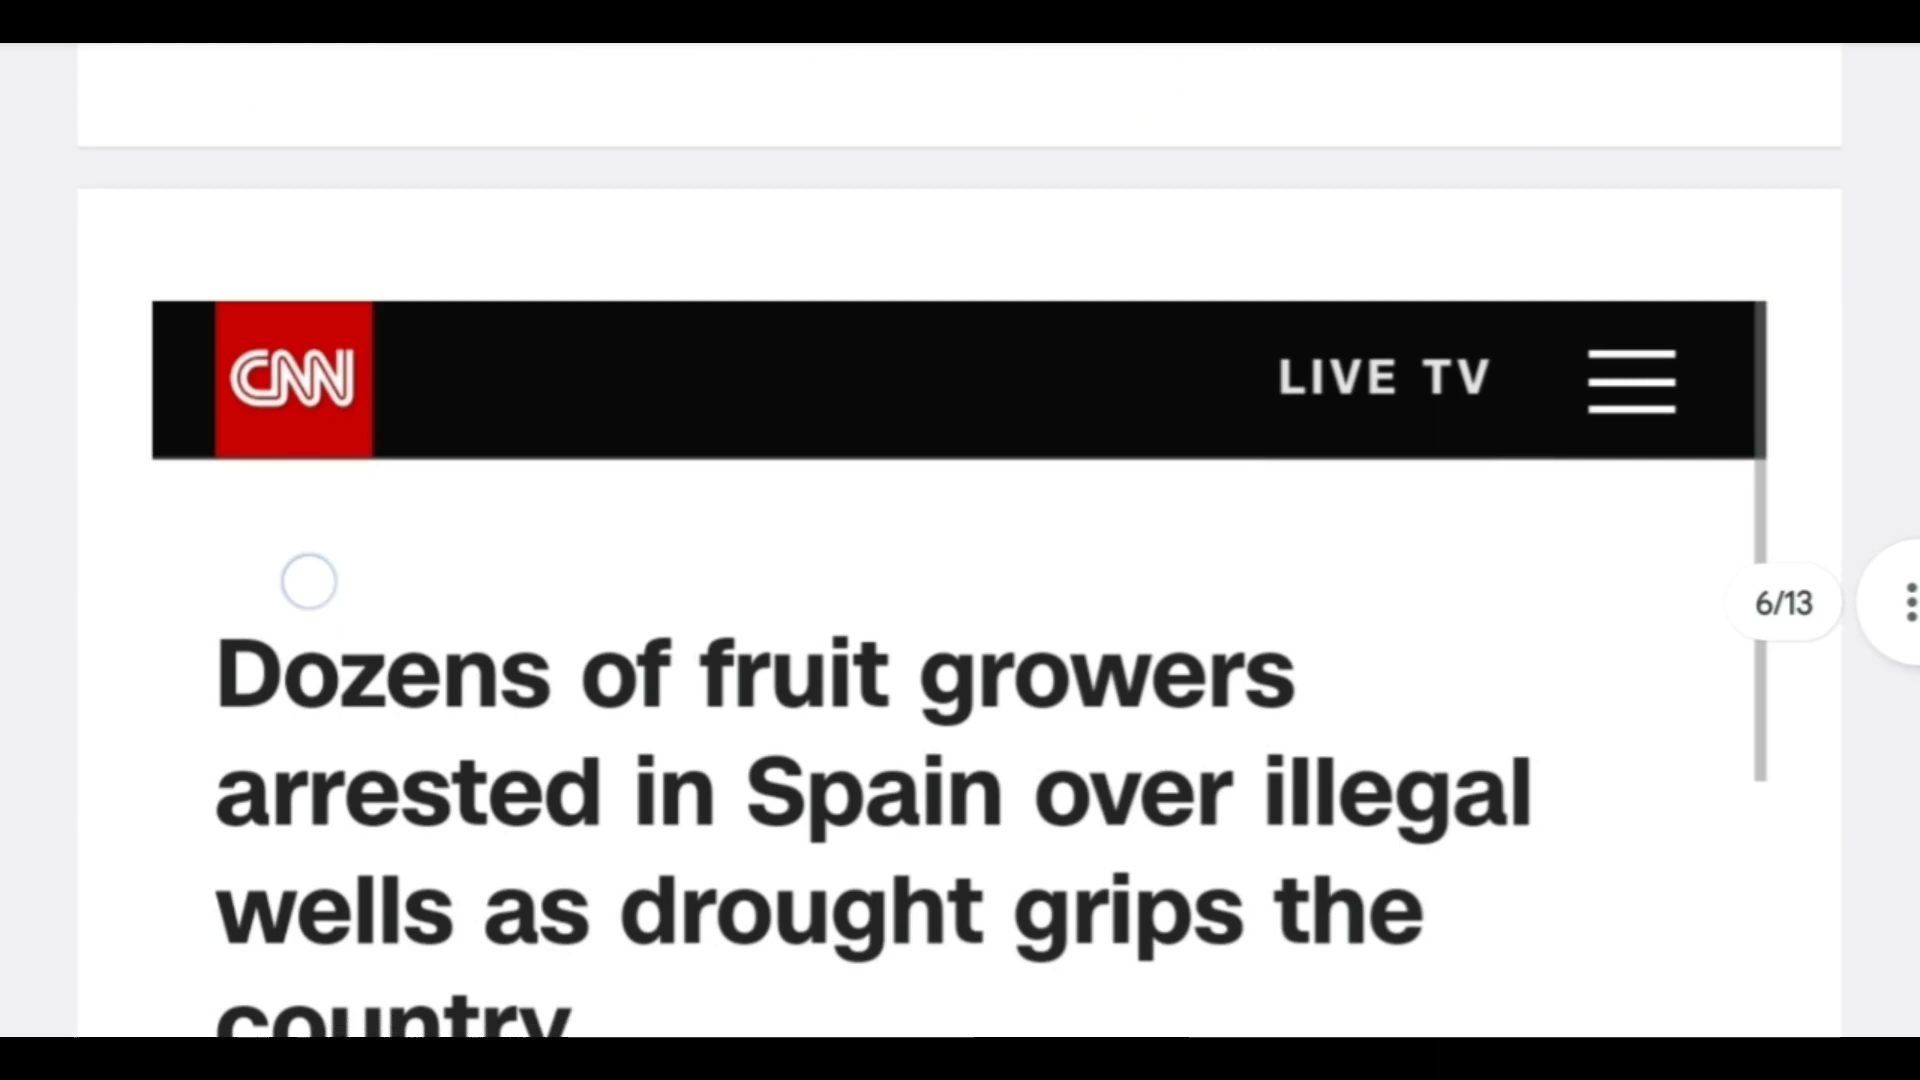 CNN
LIVE TV
6/13
Dozens of fruit growers
arrested in Spain over illegal
wells as drought grips the
country